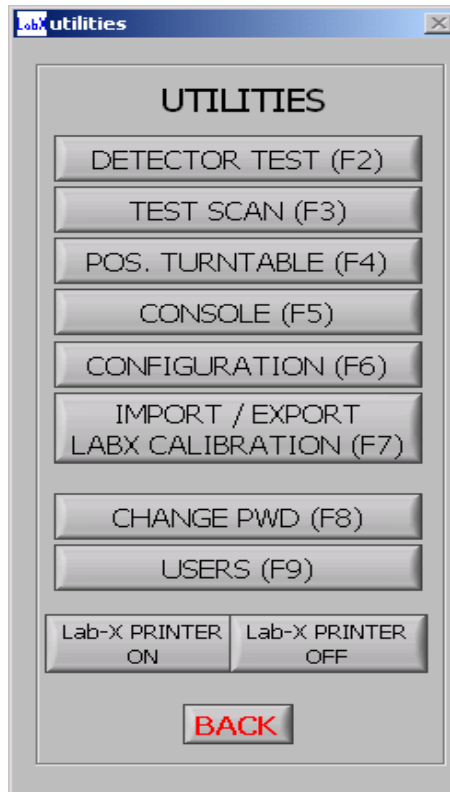 LabX utilities
UTILITIES
DETECTOR TEST (F2)
TEST SCAN (F3)
POS. TURNTABLE (F4)
CONSOLE (F5)
CONFIGURATION (F6)
IMPORT / EXPORT
LABX CALIBRATION (F7)
CHANGE PWD (F8)
USERS (F9)
Lab-X PRINTER
ON
Lab-X PRINTER
OFF
BACK